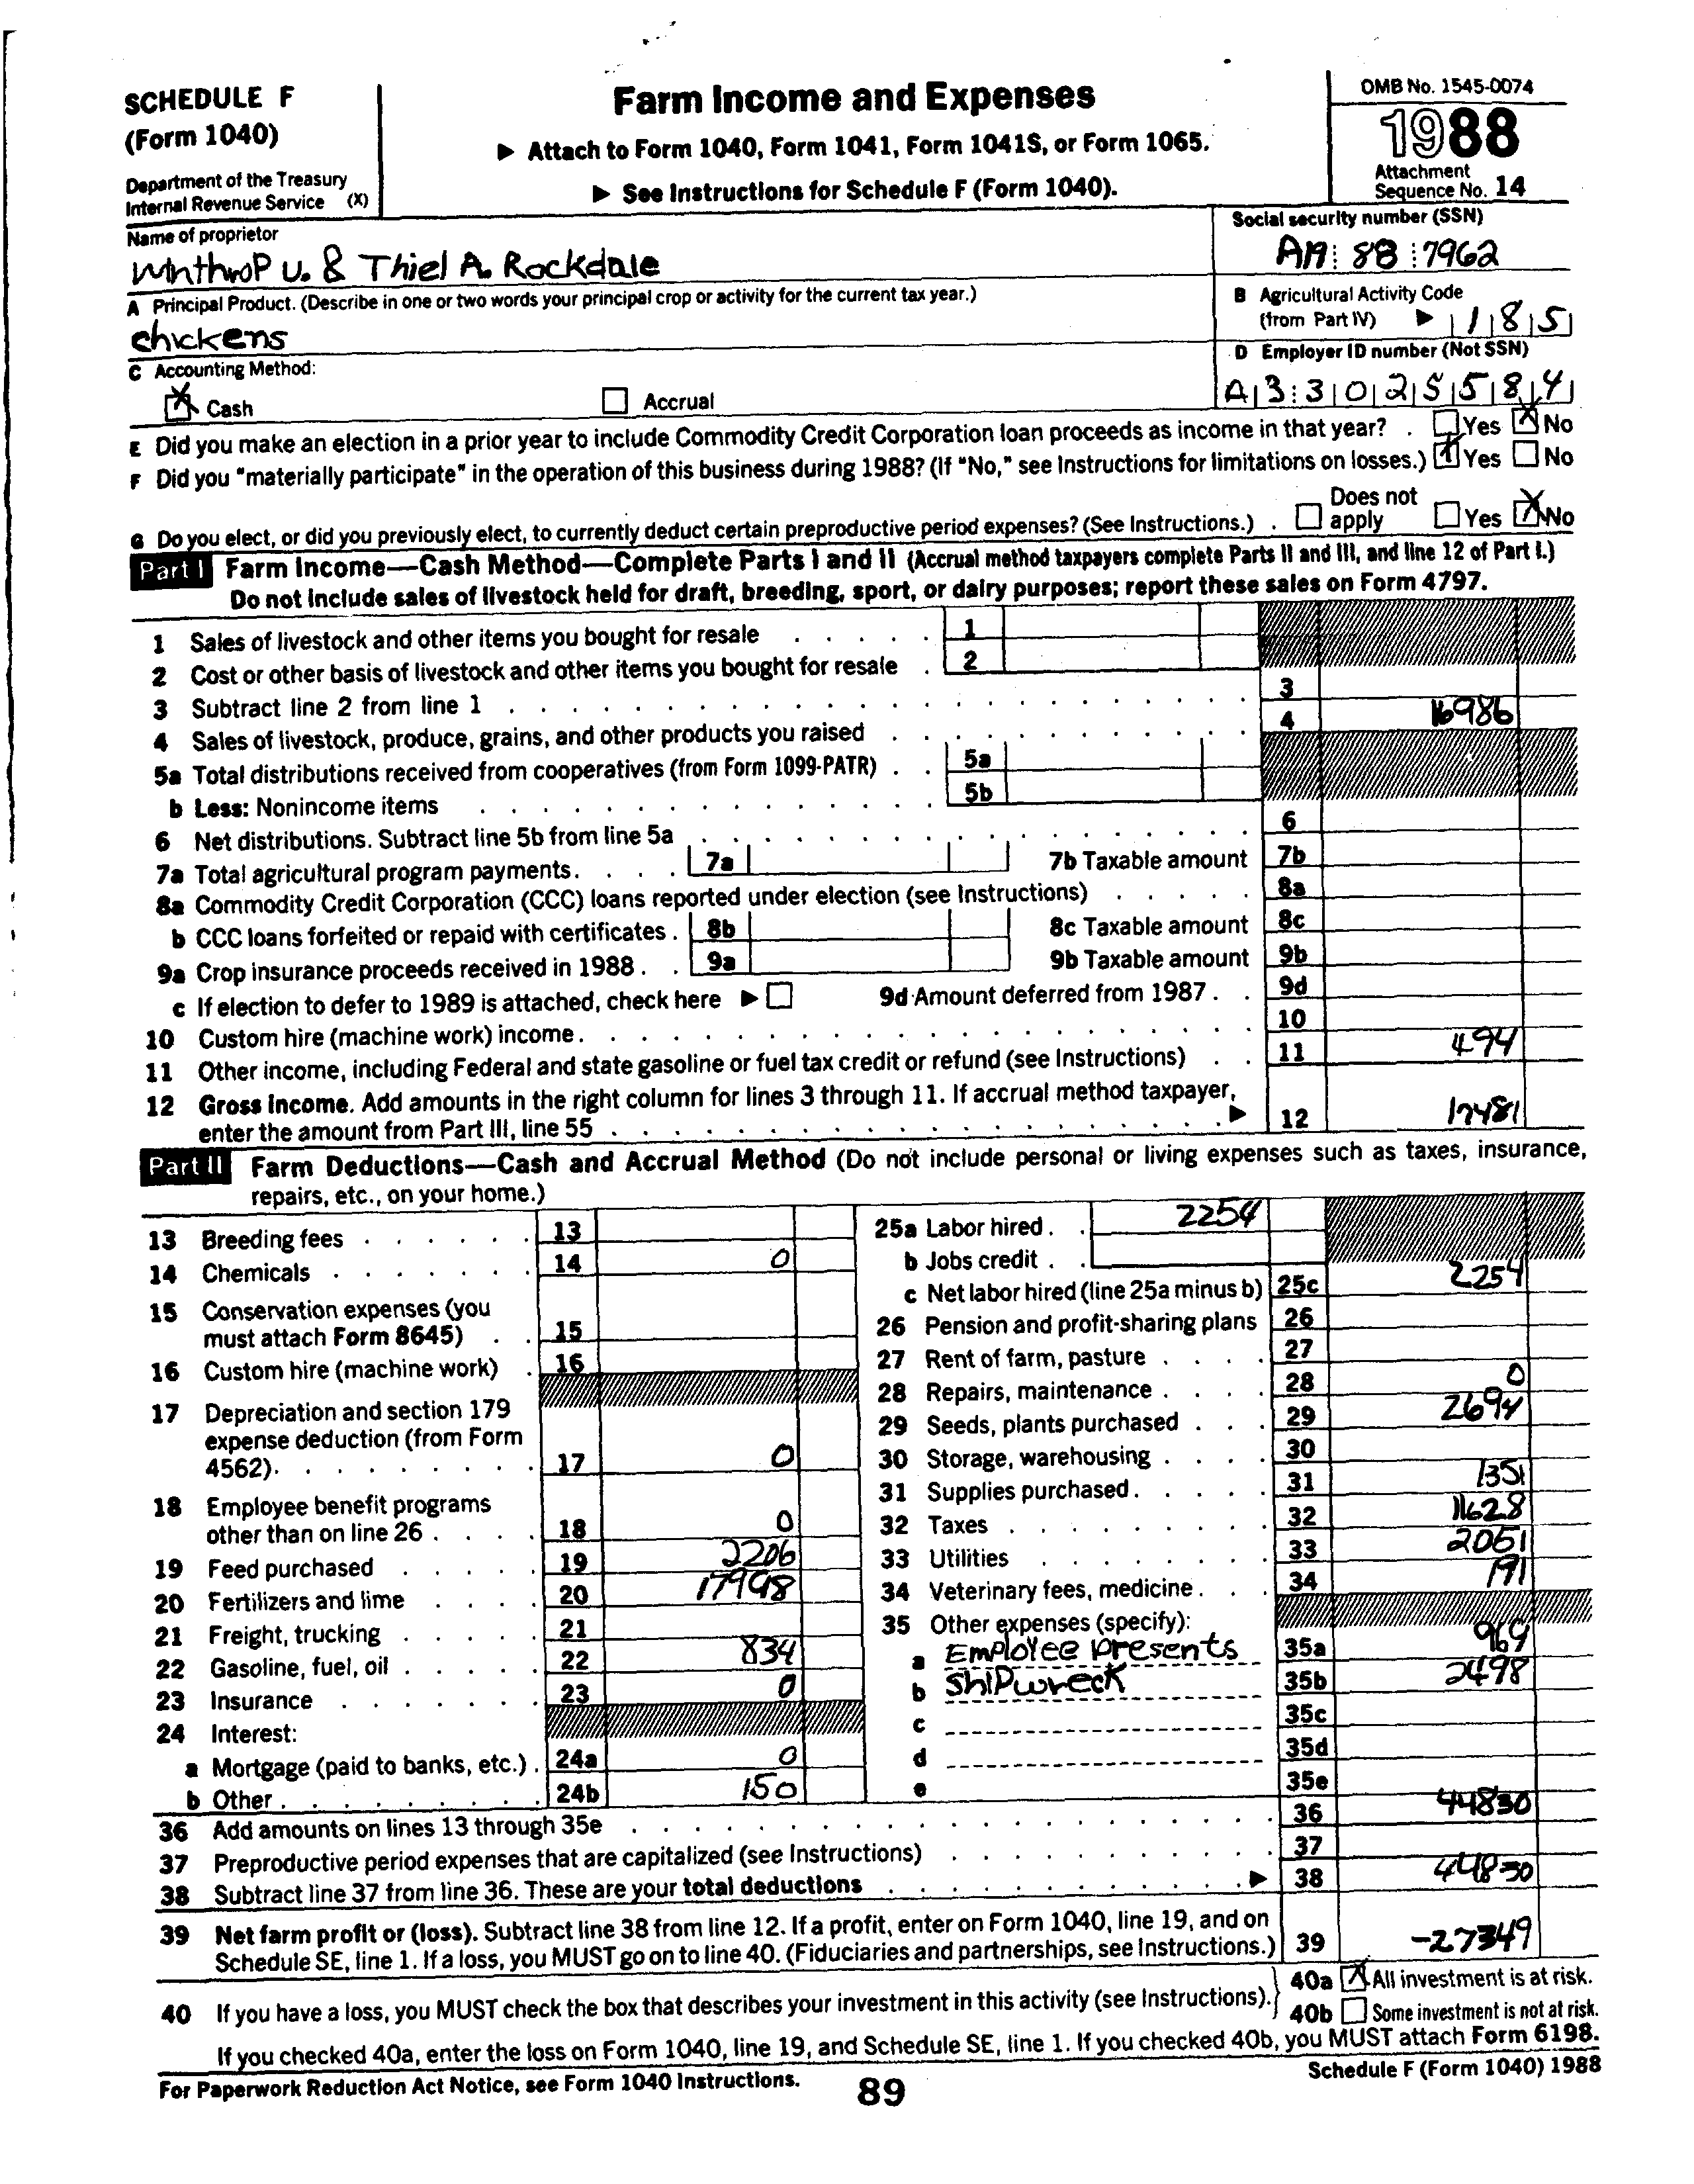 SCHEDULE F
(Form 1040)
Department of the Treasury
Internal Revenue Service (X)
Farm Income and Expenses
▶ Attach to Form 1040, Form 1041, Form 1041S, or Form 1065.
▶ See Instructions for Schedule F (Form 1040).
OMB No. 1545-0074
1988
Attachment
Sequence No. 14
Name of proprietor
Winthrop U. & Thiel A. Rockdale
Social security number (SSN)
88 7962
A Principal Product. (Describe in one or two words your principal crop or activity for the current tax year.)
chickens
B Agricultural Activity Code
(from Part IV) ▶ 1 8 5
C Accounting Method:
Cash
Accrual
D Employer ID number (Not SSN)
A 3 3 0 2 5 5 8 4
E Did you make an election in a prior year to include Commodity Credit Corporation loan proceeds as income in that year? . Yes No
F Did you "materially participate" in the operation of this business during 1988? (If "No," see Instructions for limitations on losses.) Yes No
G Do you elect, or did you previously elect, to currently deduct certain preproductive period expenses? (See Instructions.) . Does not apply Yes No
Part I Farm Income—Cash Method—Complete Parts I and II (Accrual method taxpayers complete Parts II and III, and line 12 of Part I.)
Do not include sales of livestock held for draft, breeding, sport, or dairy purposes; report these sales on Form 4797.
1 Sales of livestock and other items you bought for resale 1
2 Cost or other basis of livestock and other items you bought for resale 2
3 Subtract line 2 from line 1 3
4 Sales of livestock, produce, grains, and other products you raised 4 16986
5a Total distributions received from cooperatives (from Form 1099-PATR) 5a
b Less: Nonincome items 5b
6 Net distributions. Subtract line 5b from line 5a 6
7a Total agricultural program payments. 7a 7b Taxable amount 7b
8a Commodity Credit Corporation (CCC) loans reported under election (see Instructions) 8a
b CCC loans forfeited or repaid with certificates . 8b 8c Taxable amount 8c
9a Crop insurance proceeds received in 1988 . 9a 9b Taxable amount 9b
c If election to defer to 1989 is attached, check here ▶ 9d Amount deferred from 1987 . 9d
10 Custom hire (machine work) income. 10
11 Other income, including Federal and state gasoline or fuel tax credit or refund (see Instructions) 11 494
12 Gross Income. Add amounts in the right column for lines 3 through 11. If accrual method taxpayer,
enter the amount from Part III, line 55 ▶ 12 17481
Part II Farm Deductions—Cash and Accrual Method (Do not include personal or living expenses such as taxes, insurance,
repairs, etc., on your home.)
13 Breeding fees 13
14 Chemicals 14 0
15 Conservation expenses (you
must attach Form 8645) 15
16 Custom hire (machine work) 16
17 Depreciation and section 179
expense deduction (from Form
4562). 17 0
18 Employee benefit programs
other than on line 26 18 0
19 Feed purchased 19 2206
20 Fertilizers and lime 20 17998
21 Freight, trucking 21
22 Gasoline, fuel, oil 22 834
23 Insurance 23 0
24 Interest:
a Mortgage (paid to banks, etc.) . 24a 0
b Other 24b 150
25a Labor hired . 2254
b Jobs credit .
c Net labor hired (line 25a minus b) 25c 2254
26 Pension and profit-sharing plans 26
27 Rent of farm, pasture 27
28 Repairs, maintenance 28 0
29 Seeds, plants purchased 29 2694
30 Storage, warehousing 30
31 Supplies purchased 31 1351
32 Taxes 32 11628
33 Utilities 33 2051
34 Veterinary fees, medicine 34 191
35 Other expenses (specify):
a Employee presents 35a 969
b Shipwreck 35b 2498
c 35c
d 35d
e 35e
36 Add amounts on lines 13 through 35e 36 44830
37 Preproductive period expenses that are capitalized (see Instructions) 37
38 Subtract line 37 from line 36. These are your total deductions ▶ 38 44830
39 Net farm profit or (loss). Subtract line 38 from line 12. If a profit, enter on Form 1040, line 19, and on
Schedule SE, line 1. If a loss, you MUST go on to line 40. (Fiduciaries and partnerships, see Instructions.) 39 -27349
40 If you have a loss, you MUST check the box that describes your investment in this activity (see Instructions).
40a All investment is at risk.
40b Some investment is not at risk.
If you checked 40a, enter the loss on Form 1040, line 19, and Schedule SE, line 1. If you checked 40b, you MUST attach Form 6198.
For Paperwork Reduction Act Notice, see Form 1040 Instructions.
89
Schedule F (Form 1040) 1988